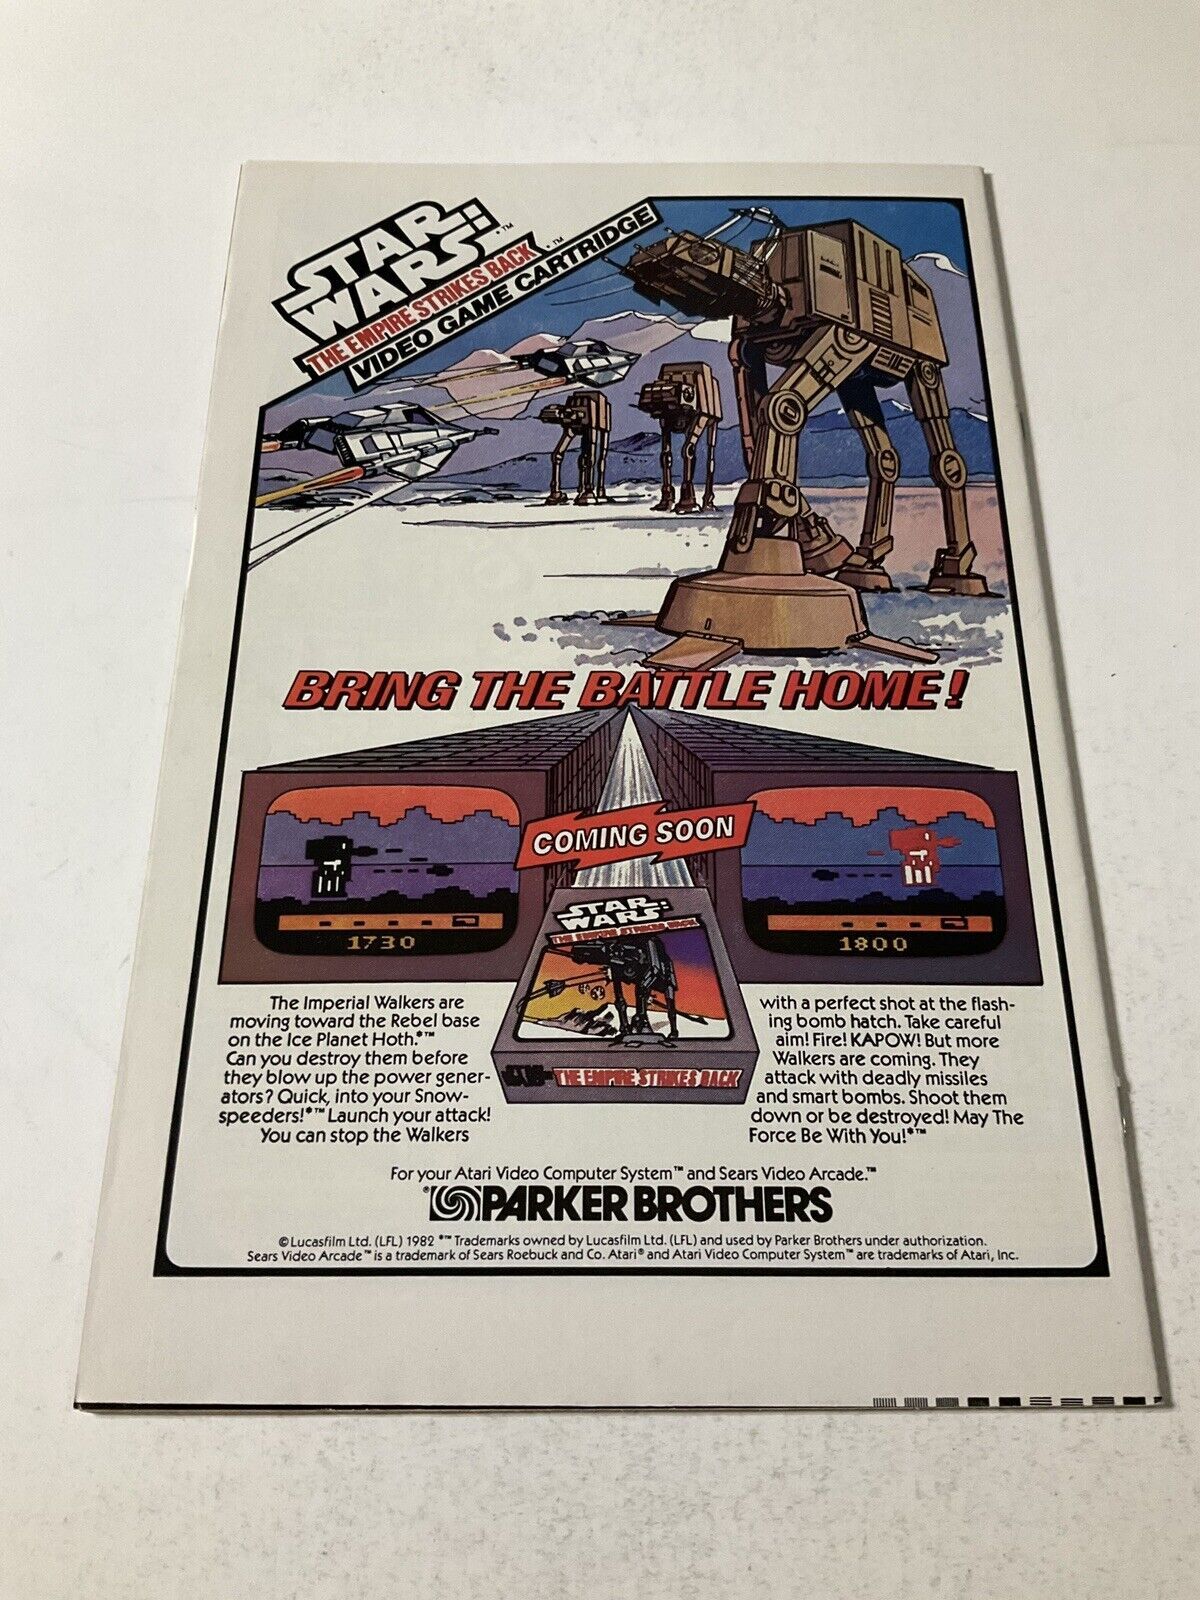 STAR
WARS:™
THE EMPIRE STRIKES BACK™
VIDEO GAME CARTRIDGE
BRING THE BATTLE HOME!
COMING SOON
1730
1800
STAR
WARS:
THE EMPIRE STRIKES BACK
STAR
WARS
THE EMPIRE STRIKES BACK
The Imperial Walkers are
moving toward the Rebel base
on the Ice Planet Hoth.*™
Can you destroy them before
they blow up the power gener-
ators? Quick, into your Snow-
speeders!*™ Launch your attack!
You can stop the Walkers
with a perfect shot at the flash-
ing bomb hatch. Take careful
aim! Fire! KAPOW! But more
Walkers are coming. They
attack with deadly missiles
and smart bombs. Shoot them
down or be destroyed! May The
Force Be With You!*™
For your Atari Video Computer System™ and Sears Video Arcade.™
®PARKER BROTHERS
© Lucasfilm Ltd. (LFL) 1982 *™ Trademarks owned by Lucasfilm Ltd. (LFL) and used by Parker Brothers under authorization.
Sears Video Arcade™ is a trademark of Sears Roebuck and Co. Atari® and Atari Video Computer System™ are trademarks of Atari, Inc.